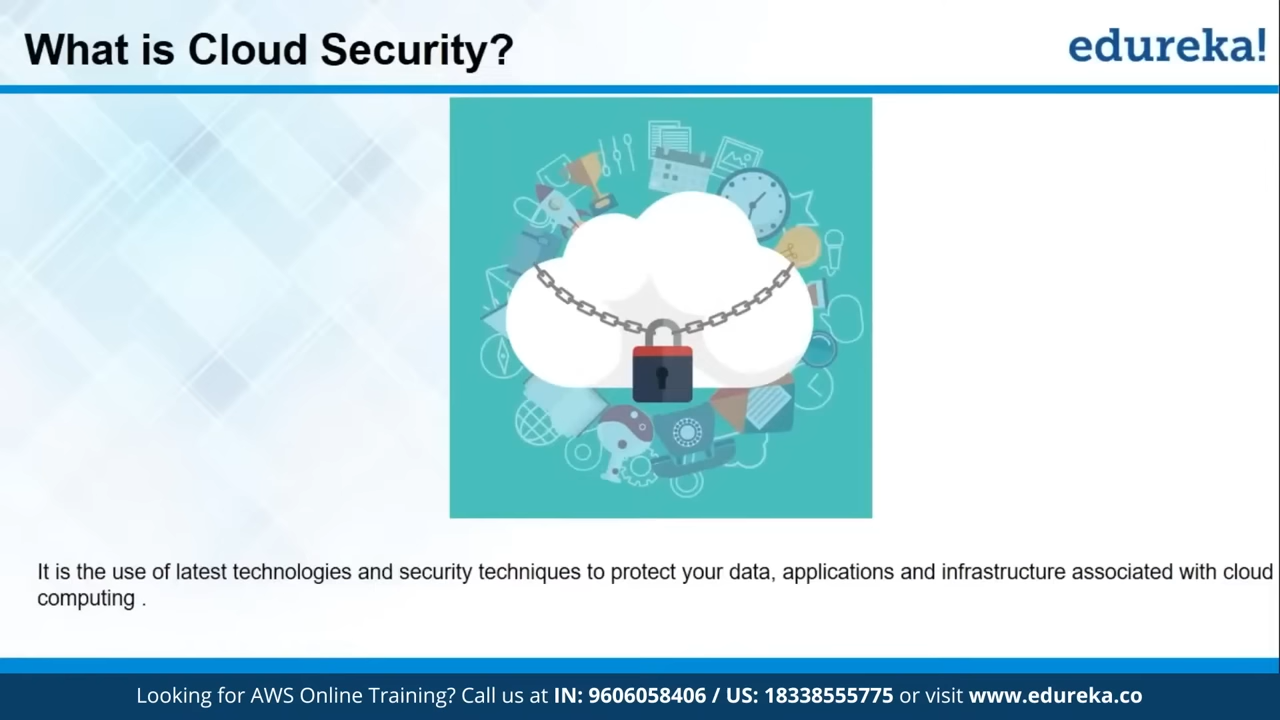 What is Cloud Security?
edureka!
It is the use of latest technologies and security techniques to protect your data, applications and infrastructure associated with cloud
computing .
Looking for AWS Online Training? Call us at IN: 9606058406 / US: 18338555775 or visit www.edureka.co